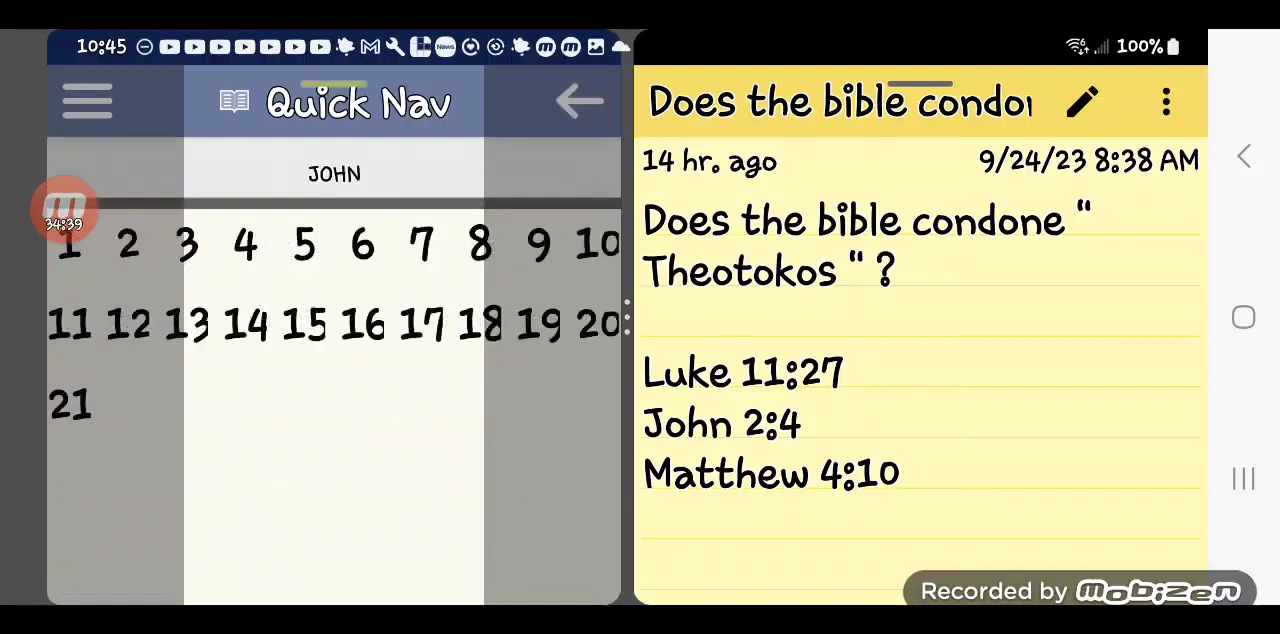 10:45
News
100%
Quick Nav
Does the bible condo
JOHN
14 hr. ago
9/24/23 8:38 AM
34:39
1 2 3 4 5 6 7 8 9 10
11 12 13 14 15 16 17 18 19 20
21
Does the bible condone "
Theotokos " ?
Luke 11:27
John 2:4
Matthew 4:10
Recorded by Mobizen